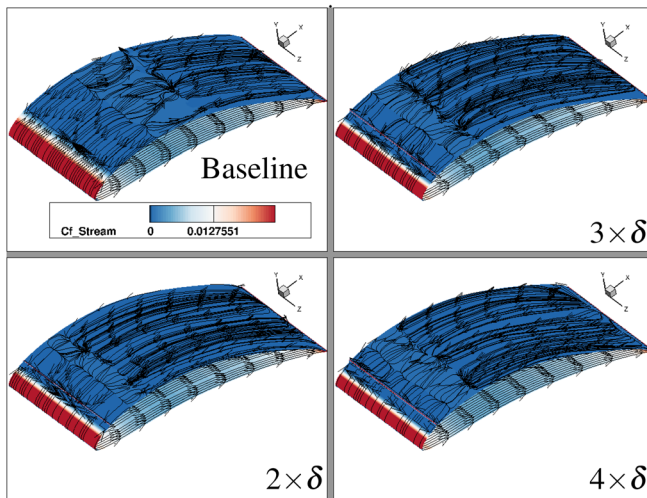 Y
X
Z
Baseline
Cf_Stream 0 0.0127551
Y
X
Z
3×δ
Y
X
Z
2×δ
Y
X
Z
4×δ